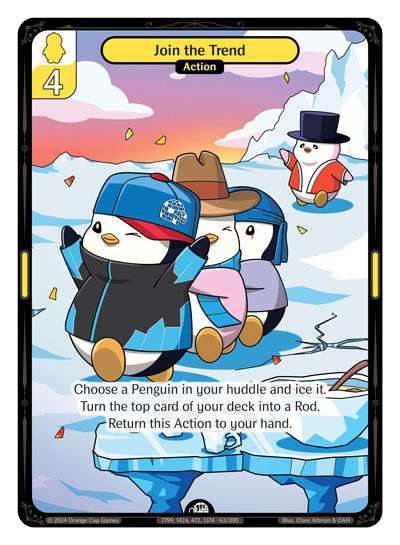 Join the Trend
Action
4
Choose a Penguin in your huddle and ice it.
Turn the top card of your deck into a Rod.
Return this Action to your hand.
© 2024 Orange Cap Games
7799, 1424, 472, 1374 · 63/200
Illus. Clare Altman & CAH